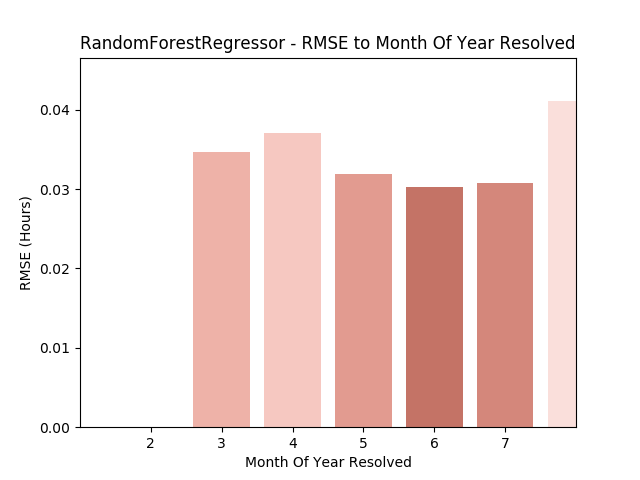 RandomForestRegressor - RMSE to Month Of Year Resolved
0.04
0.03
0.02
0.01
0.00
RMSE (Hours)
2 3 4 5 6 7
Month Of Year Resolved